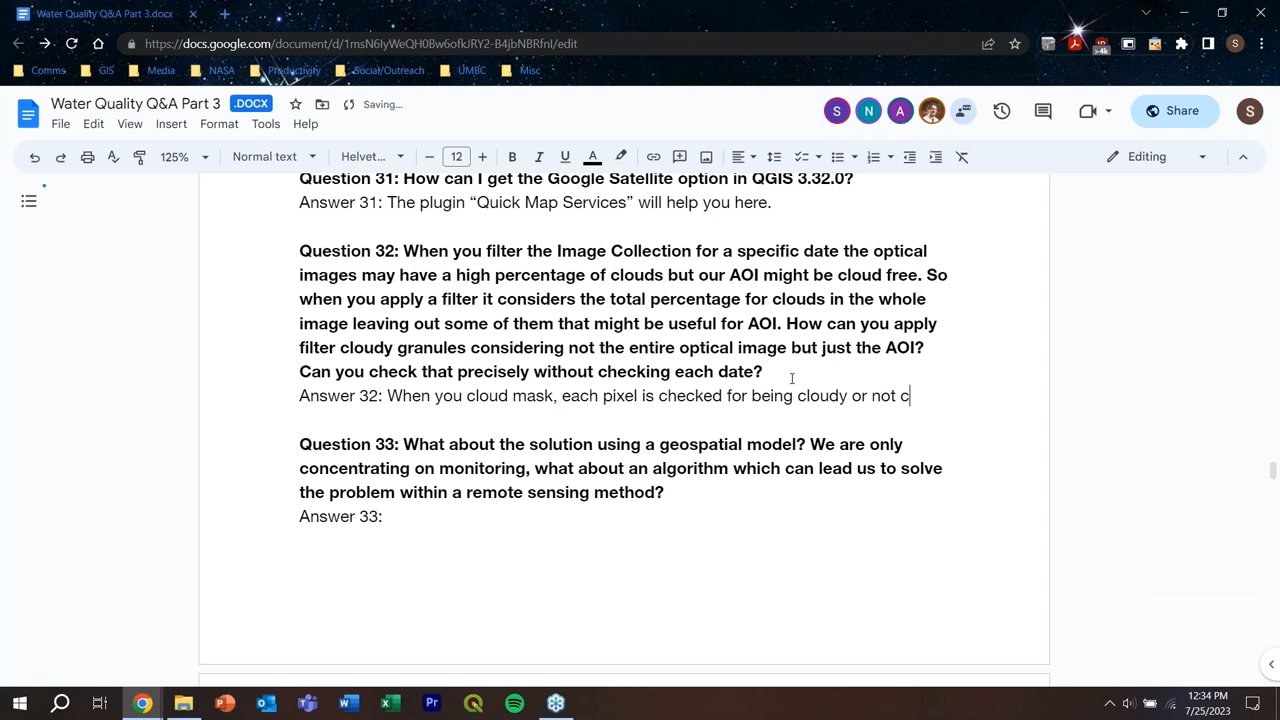 Water Quality Q&A Part 3.docx
https://docs.google.com/document/d/1msN6lyWeQH0Bw6ofkJRY2-B4jbNBRfnI/edit
>4k
S
Comms GIS Media NASA Productivity Social/Outreach UMBC Misc
Water Quality Q&A Part 3 .DOCX Saving...
S N A Share S
File Edit View Insert Format Tools Help
125% Normal text Helvet... 12 B I U A Editing
Question 31: How can I get the Google Satellite option in QGIS 3.32.0?
Answer 31: The plugin “Quick Map Services” will help you here.
Question 32: When you filter the Image Collection for a specific date the optical
images may have a high percentage of clouds but our AOI might be cloud free. So
when you apply a filter it considers the total percentage for clouds in the whole
image leaving out some of them that might be useful for AOI. How can you apply
filter cloudy granules considering not the entire optical image but just the AOI?
Can you check that precisely without checking each date?
Answer 32: When you cloud mask, each pixel is checked for being cloudy or not c
Question 33: What about the solution using a geospatial model? We are only
concentrating on monitoring, what about an algorithm which can lead us to solve
the problem within a remote sensing method?
Answer 33:
12:34 PM
7/25/2023